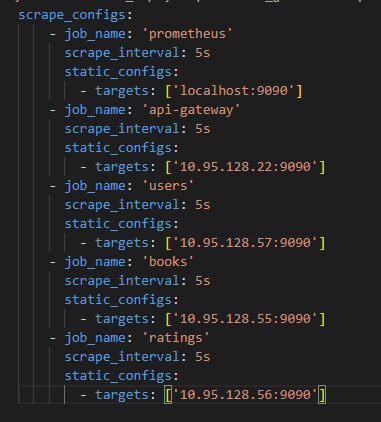 scrape_configs:
    - job_name: 'prometheus'
      scrape_interval: 5s
      static_configs:
        - targets: ['localhost:9090']
    - job_name: 'api-gateway'
      scrape_interval: 5s
      static_configs:
        - targets: ['10.95.128.22:9090']
    - job_name: 'users'
      scrape_interval: 5s
      static_configs:
        - targets: ['10.95.128.57:9090']
    - job_name: 'books'
      scrape_interval: 5s
      static_configs:
        - targets: ['10.95.128.55:9090']
    - job_name: 'ratings'
      scrape_interval: 5s
      static_configs:
        - targets: ['10.95.128.56:9090']